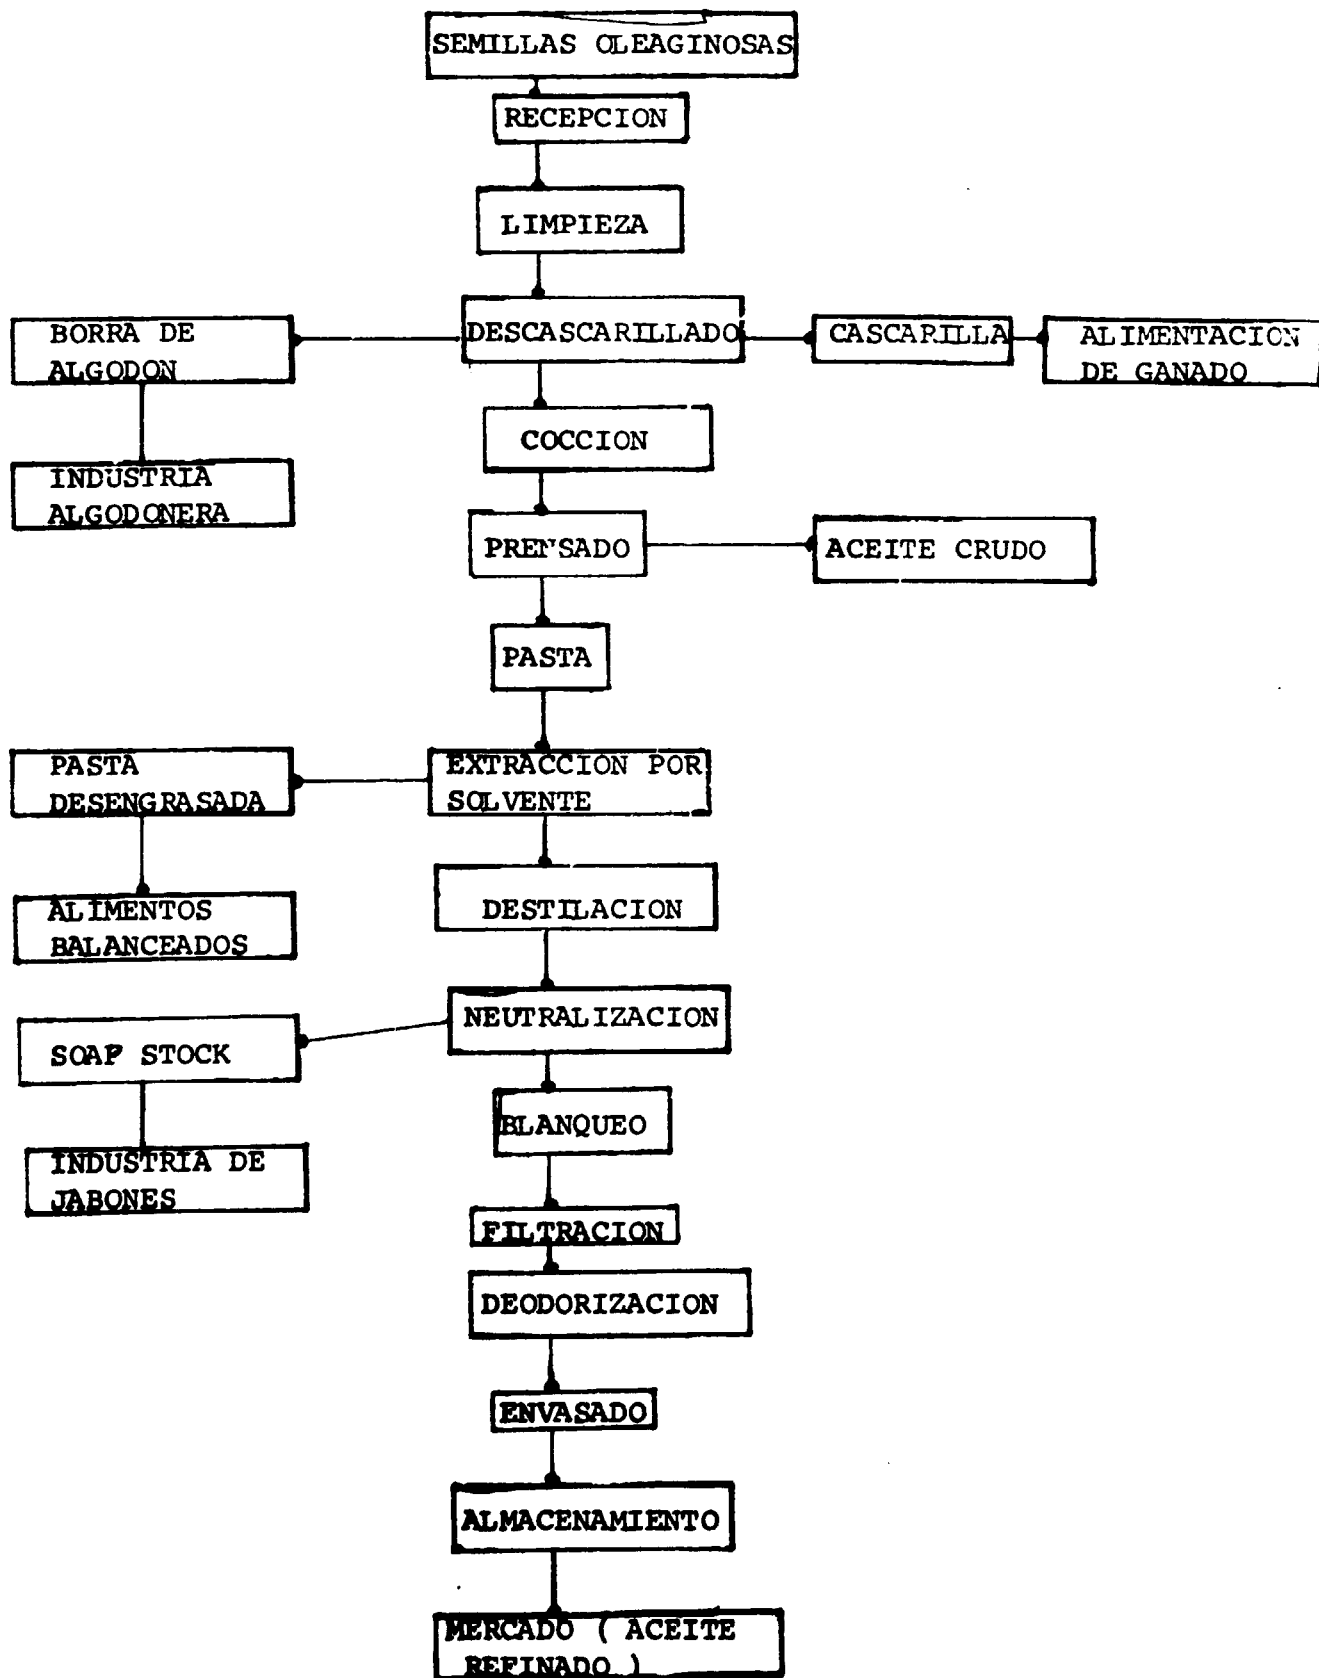 SEMILLAS OLEAGINOSAS
RECEPCION
LIMPIEZA
BORRA DE
ALGODON
DESCASCARILLADO
CASCARILLA
ALIMENTACION
DE GANADO
COCCION
INDUSTRIA
ALGODONERA
PRENSADO
ACEITE CRUDO
PASTA
PASTA
DESENGRASADA
EXTRACCION POR
SOLVENTE
ALIMENTOS
BALANCEADOS
DESTILACION
NEUTRALIZACION
SOAP STOCK
BLANQUEO
INDUSTRIA DE
JABONES
FILTRACION
DEODORIZACION
ENVASADO
ALMACENAMIENTO
MERCADO ( ACEITE
REFINADO )